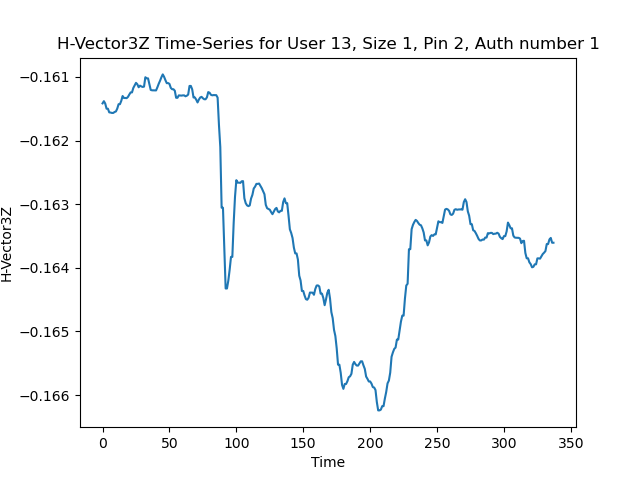 H-Vector3Z Time-Series for User 13, Size 1, Pin 2, Auth number 1
−0.161
−0.162
−0.163
−0.164
−0.165
−0.166
H-Vector3Z
0 50 100 150 200 250 300 350
Time